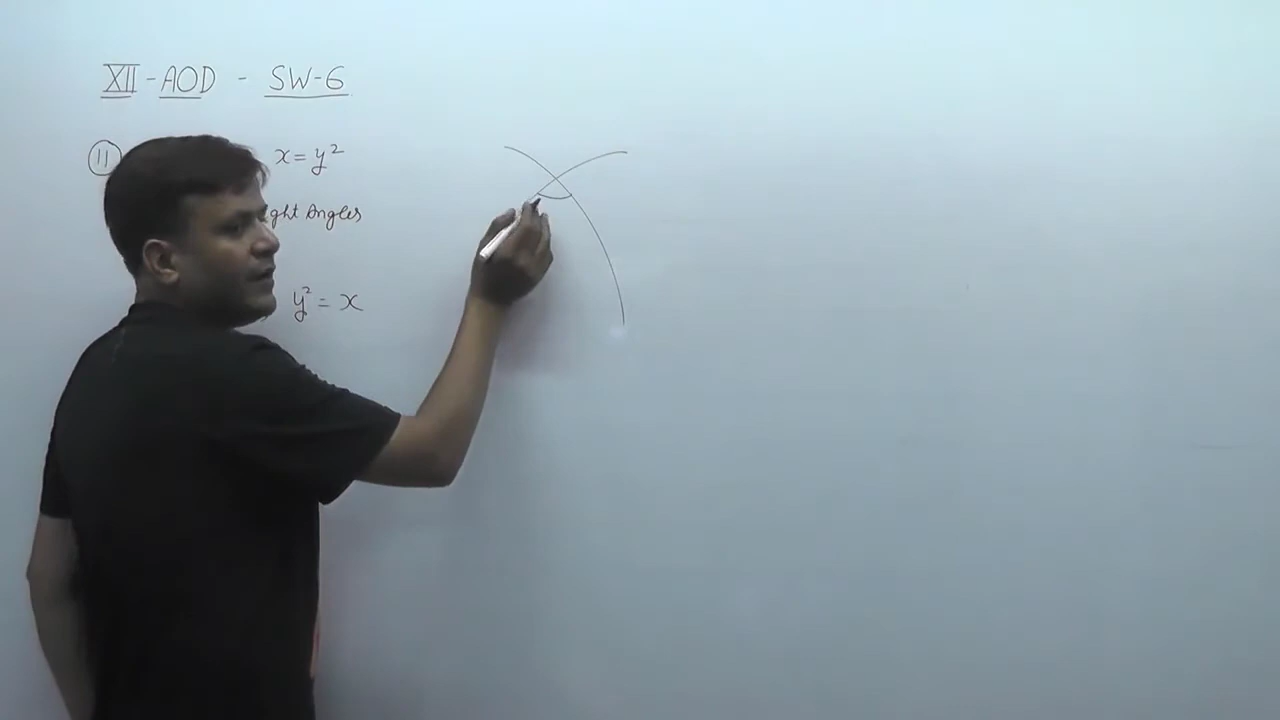 XII - AOD - SW-6
11 x = y²
ght Angles
y² = x